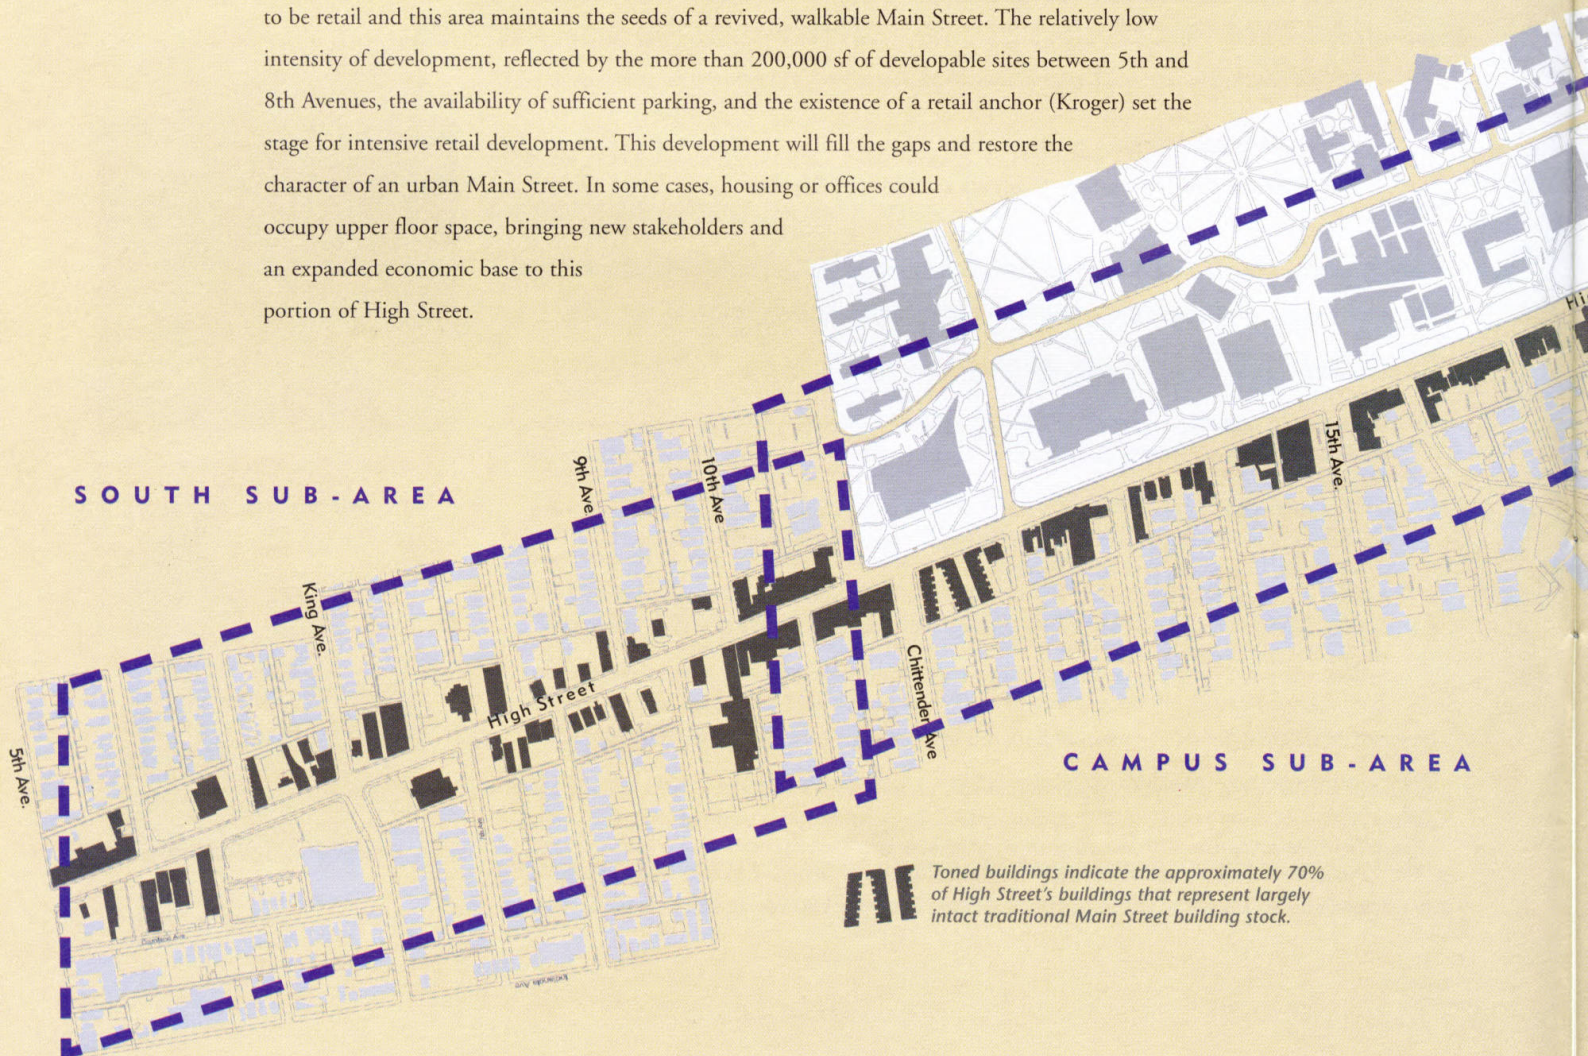 to be retail and this area maintains the seeds of a revived, walkable Main Street. The relatively low
intensity of development, reflected by the more than 200,000 sf of developable sites between 5th and
8th Avenues, the availability of sufficient parking, and the existence of a retail anchor (Kroger) set the
stage for intensive retail development. This development will fill the gaps and restore the
character of an urban Main Street. In some cases, housing or offices could
occupy upper floor space, bringing new stakeholders and
an expanded economic base to this
portion of High Street.
SOUTH SUB-AREA
9th Ave.
10th Ave
15th Ave.
King Ave.
High Street
5th Ave.
Chittenden Ave
CAMPUS SUB-AREA
Toned buildings indicate the approximately 70%
of High Street's buildings that represent largely
intact traditional Main Street building stock.